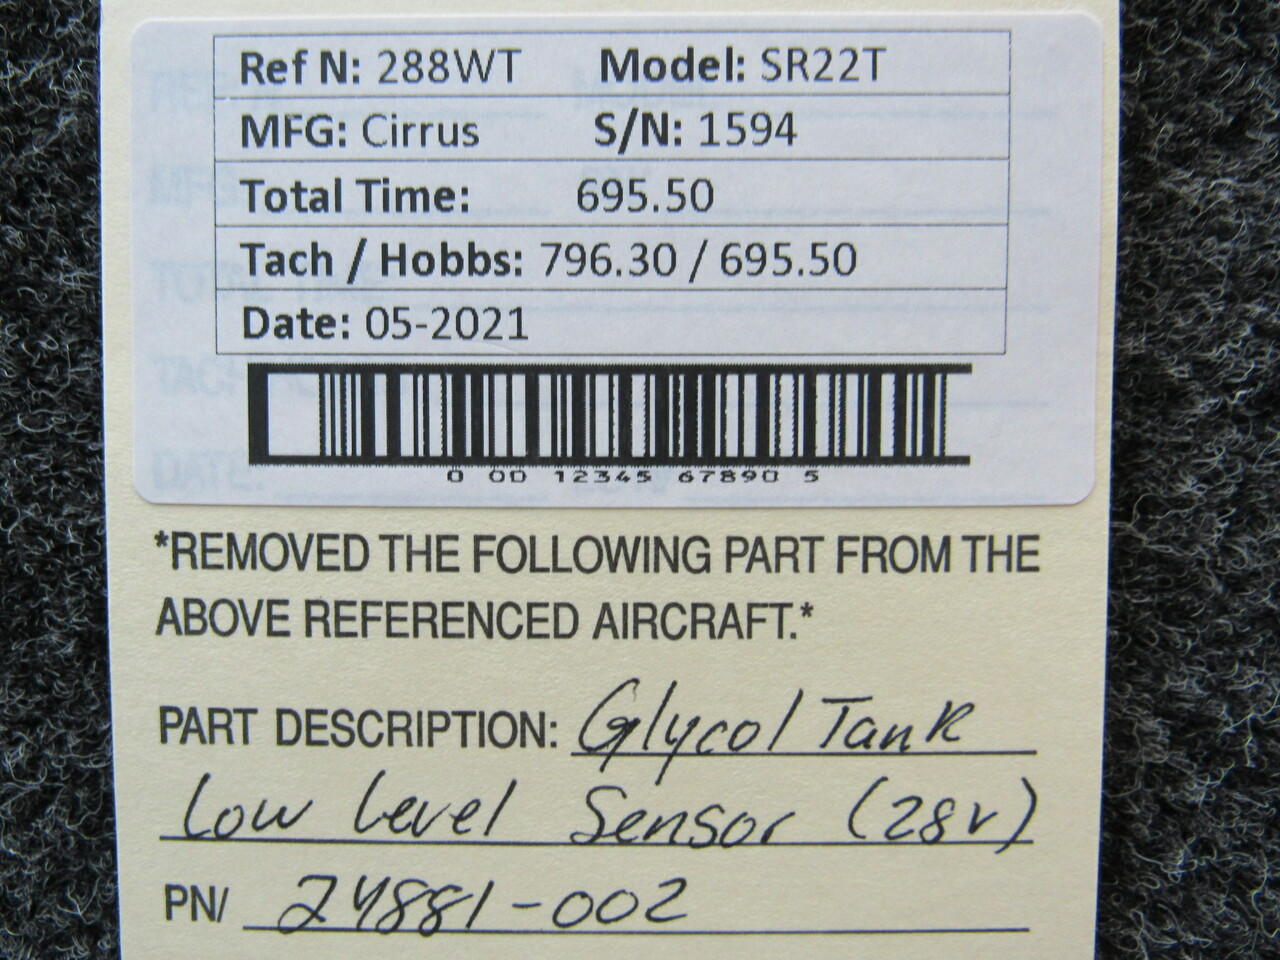 Ref N: 288WT Model: SR22T
MFG: Cirrus S/N: 1594
Total Time: 695.50
Tach / Hobbs: 796.30 / 695.50
Date: 05-2021
0 00 12345 67890 5
*REMOVED THE FOLLOWING PART FROM THE
ABOVE REFERENCED AIRCRAFT.*
PART DESCRIPTION: Glycol Tank
Low Level Sensor (28v)
PN/ 24881-002